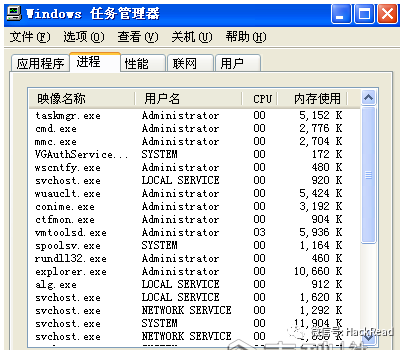 Windows 任务管理器
文件(F) 选项(O) 查看(V) 关机(U) 帮助(H)
应用程序 进程 性能 联网 用户
映像名称 用户名 CPU 内存使用
taskmgr.exe Administrator 00 5,152 K
cmd.exe Administrator 00 2,776 K
mmc.exe Administrator 00 2,704 K
VGAuthService... SYSTEM 00 172 K
wscntfy.exe Administrator 00 480 K
svchost.exe LOCAL SERVICE 00 920 K
wuauclt.exe Administrator 00 5,424 K
conime.exe Administrator 00 3,192 K
ctfmon.exe Administrator 00 904 K
vmtoolsd.exe Administrator 03 5,936 K
spoolsv.exe SYSTEM 00 1,164 K
rundll32.exe Administrator 00 460 K
explorer.exe Administrator 00 10,660 K
alg.exe LOCAL SERVICE 00 912 K
svchost.exe LOCAL SERVICE 00 1,620 K
svchost.exe NETWORK SERVICE 00 1,292 K
svchost.exe SYSTEM 00 11,904 K
svchost.exe NETWORK SERVICE 00
微信号: HackRead